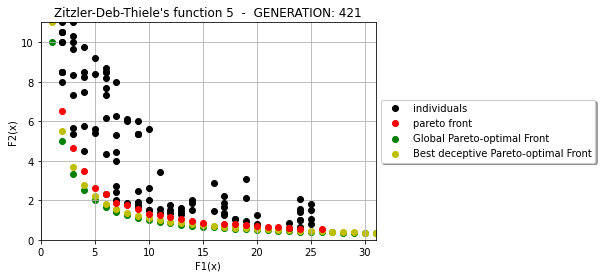 Zitzler-Deb-Thiele's function 5  -  GENERATION: 421
10
8
6
4
2
0
F2(x)
0
5
10
15
20
25
30
F1(x)
individuals
pareto front
Global Pareto-optimal Front
Best deceptive Pareto-optimal Front